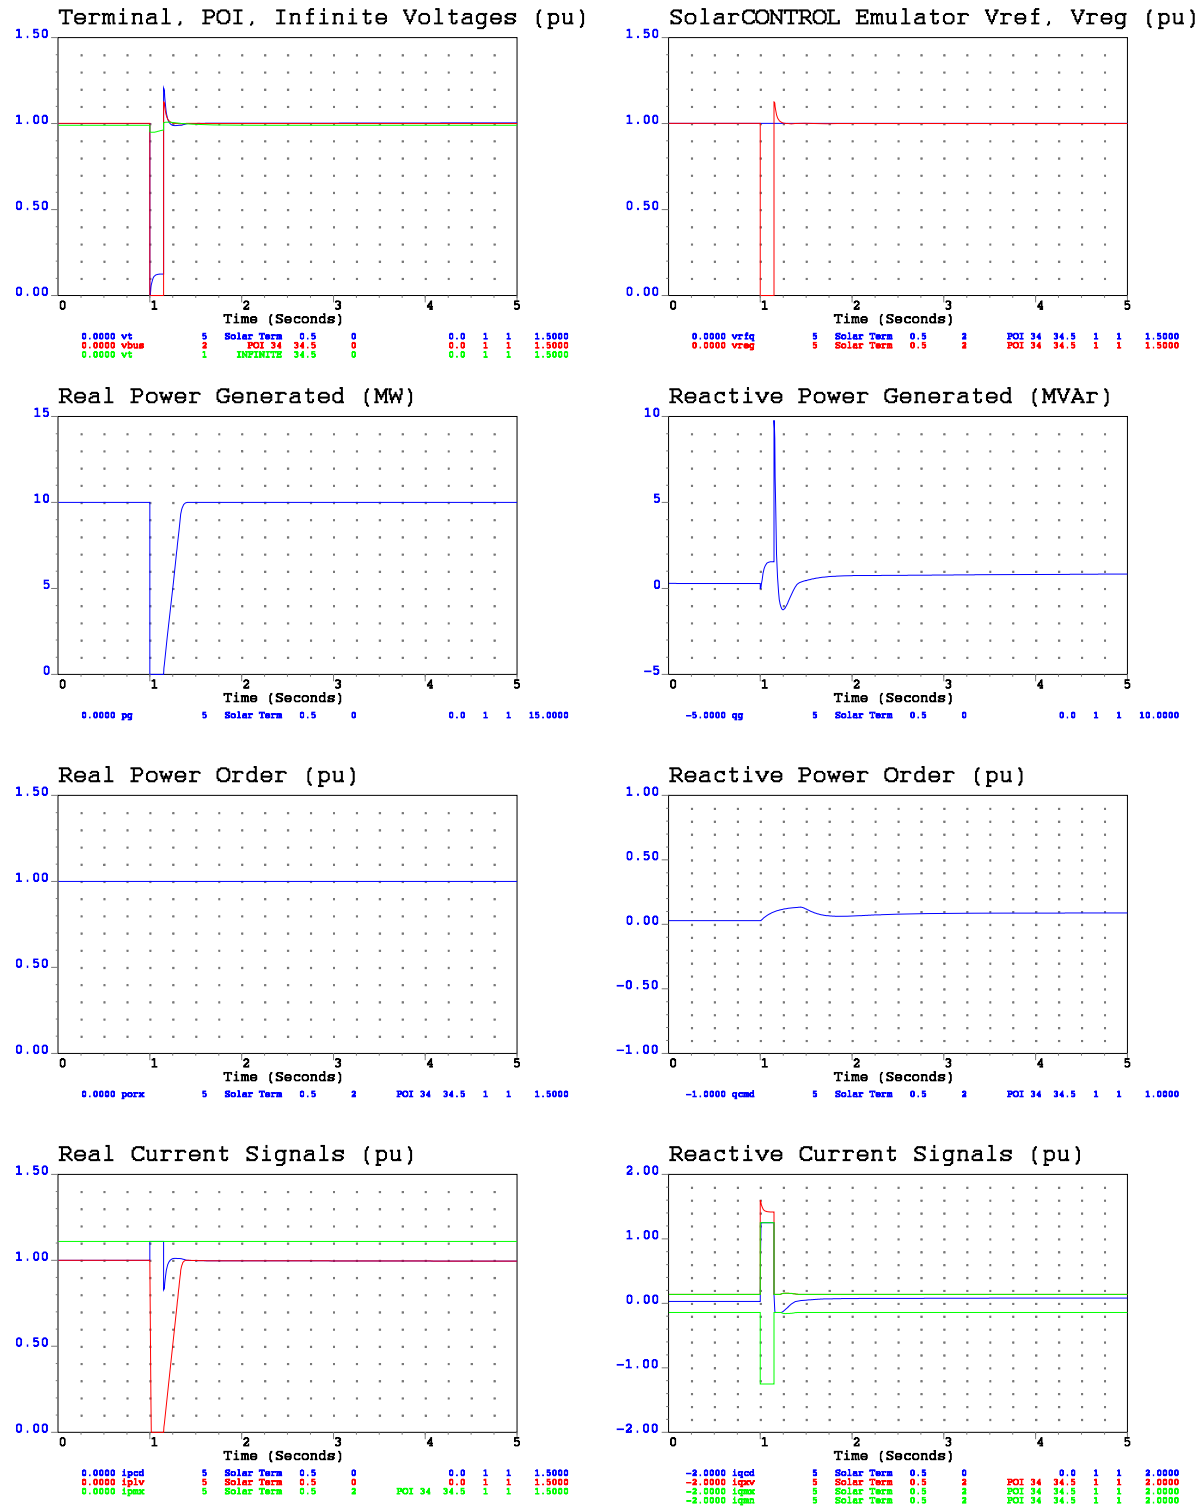 Terminal, POI, Infinite Voltages (pu)
1.50
1.00
0.50
0.00
0 1 2 3 4 5
Time (Seconds)
0.0000 vt 5 Solar Term 0.5 0 0.0 1 1 1.5000
0.0000 vbus 2 POI 34 34.5 0 0.0 1 1 1.5000
0.0000 vt 1 INFINITE 34.5 0 0.0 1 1 1.5000
SolarCONTROL Emulator Vref, Vreg (pu)
1.50
1.00
0.50
0.00
0 1 2 3 4 5
Time (Seconds)
0.0000 vrfq 5 Solar Term 0.5 2 POI 34 34.5 1 1 1.5000
0.0000 vreg 5 Solar Term 0.5 2 POI 34 34.5 1 1 1.5000
Real Power Generated (MW)
15
10
5
0
0 1 2 3 4 5
Time (Seconds)
0.0000 pg 5 Solar Term 0.5 0 0.0 1 1 15.0000
Reactive Power Generated (MVAr)
10
5
0
-5
0 1 2 3 4 5
Time (Seconds)
-5.0000 qg 5 Solar Term 0.5 0 0.0 1 1 10.0000
Real Power Order (pu)
1.50
1.00
0.50
0.00
0 1 2 3 4 5
Time (Seconds)
0.0000 porx 5 Solar Term 0.5 2 POI 34 34.5 1 1 1.5000
Reactive Power Order (pu)
1.00
0.50
0.00
-0.50
-1.00
0 1 2 3 4 5
Time (Seconds)
-1.0000 qcmd 5 Solar Term 0.5 2 POI 34 34.5 1 1 1.0000
Real Current Signals (pu)
1.50
1.00
0.50
0.00
0 1 2 3 4 5
Time (Seconds)
0.0000 ipcd 5 Solar Term 0.5 0 0.0 1 1 1.5000
0.0000 iplv 5 Solar Term 0.5 0 0.0 1 1 1.5000
0.0000 ipmx 5 Solar Term 0.5 2 POI 34 34.5 1 1 1.5000
Reactive Current Signals (pu)
2.00
1.00
0.00
-1.00
-2.00
0 1 2 3 4 5
Time (Seconds)
-2.0000 iqcd 5 Solar Term 0.5 0 0.0 1 1 2.0000
-2.0000 iqxv 5 Solar Term 0.5 2 POI 34 34.5 1 1 2.0000
-2.0000 iqmx 5 Solar Term 0.5 2 POI 34 34.5 1 1 2.0000
-2.0000 iqmn 5 Solar Term 0.5 2 POI 34 34.5 1 1 2.0000